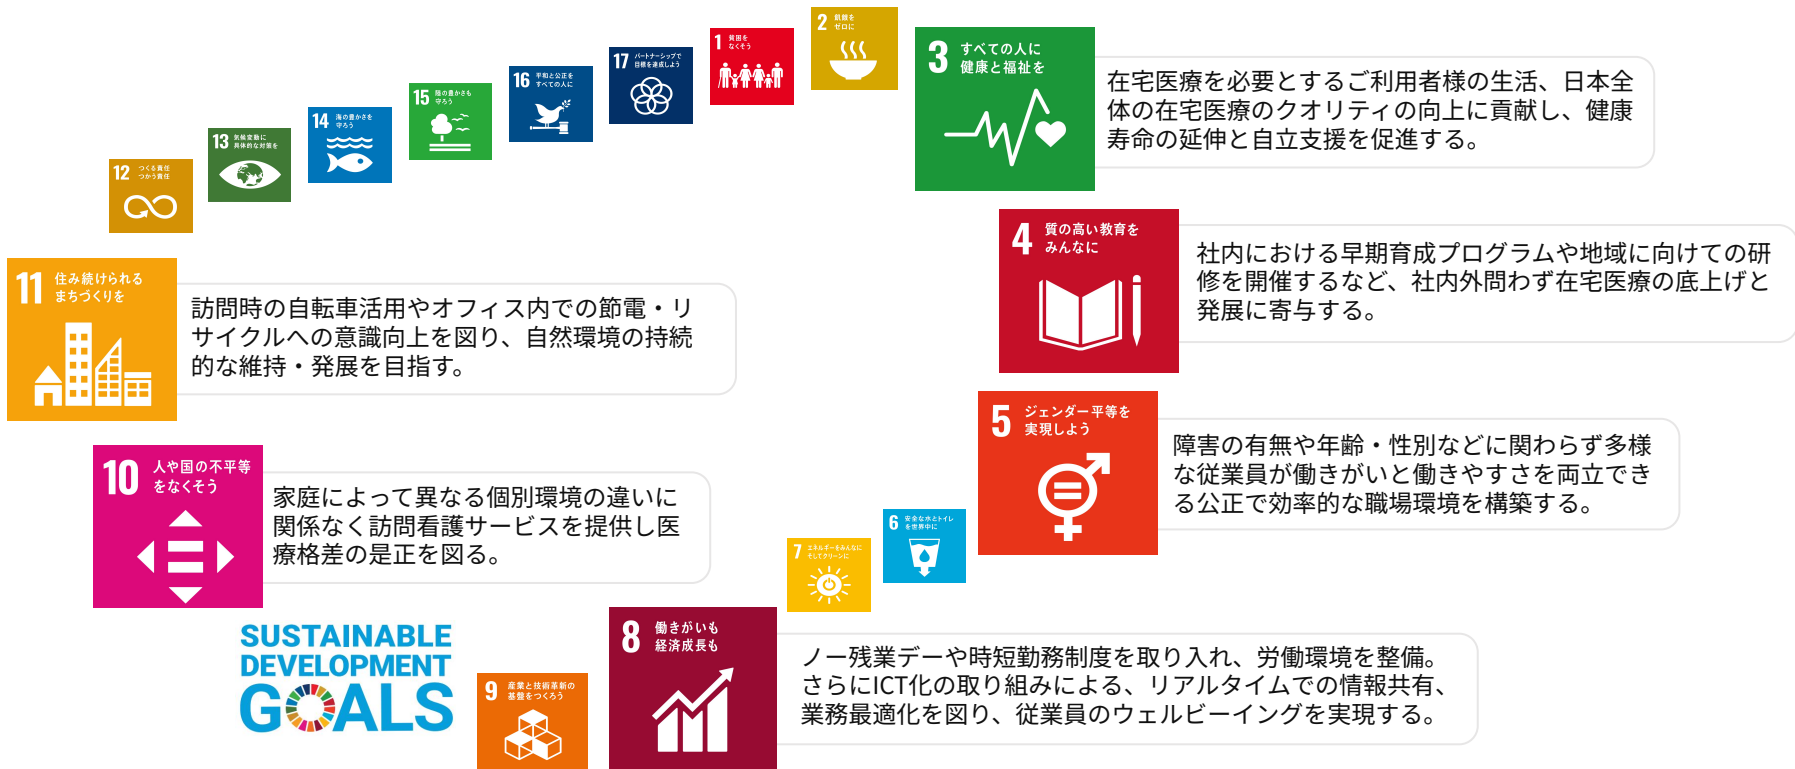 1 貧困を
なくそう
2 飢餓を
ゼロに
3 すべての人に
健康と福祉を
在宅医療を必要とするご利用者様の生活、日本全
体の在宅医療のクオリティの向上に貢献し、健康
寿命の延伸と自立支援を促進する。
4 質の高い教育を
みんなに
社内における早期育成プログラムや地域に向けての研
修を開催するなど、社内外問わず在宅医療の底上げと
発展に寄与する。
5 ジェンダー平等を
実現しよう
障害の有無や年齢・性別などに関わらず多様
な従業員が働きがいと働きやすさを両立でき
る公正で効率的な職場環境を構築する。
6 安全な水とトイレ
を世界中に
7 エネルギーをみんなに
そしてクリーンに
8 働きがいも
経済成長も
ノー残業デーや時短勤務制度を取り入れ、労働環境を整備。
さらにICT化の取り組みによる、リアルタイムでの情報共有、
業務最適化を図り、従業員のウェルビーイングを実現する。
9 産業と技術革新の
基盤をつくろう
SUSTAINABLE
DEVELOPMENT
GOALS
10 人や国の不平等
をなくそう
家庭によって異なる個別環境の違いに
関係なく訪問看護サービスを提供し医
療格差の是正を図る。
11 住み続けられる
まちづくりを
訪問時の自転車活用やオフィス内での節電・リ
サイクルへの意識向上を図り、自然環境の持続
的な維持・発展を目指す。
12 つくる責任
つかう責任
13 気候変動に
具体的な対策を
14 海の豊かさを
守ろう
15 陸の豊かさも
守ろう
16 平和と公正を
すべての人に
17 パートナーシップで
目標を達成しよう